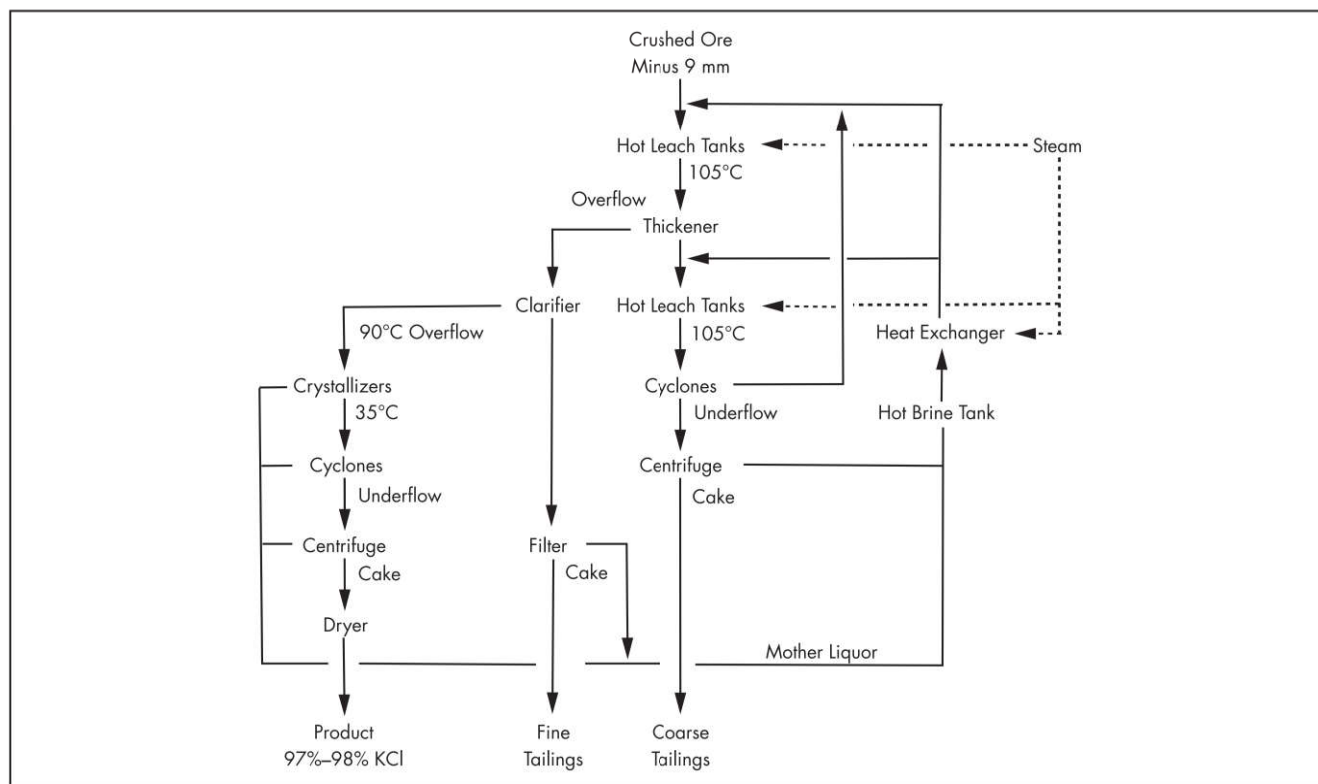 Crushed Ore
Minus 9 mm
Hot Leach Tanks
Steam
105°C
Overflow
Thickener
Clarifier
Hot Leach Tanks
90°C Overflow
105°C
Heat Exchanger
Crystallizers
Cyclones
35°C
Underflow
Hot Brine Tank
Cyclones
Centrifuge
Underflow
Cake
Centrifuge
Filter
Cake
Cake
Dryer
Mother Liquor
Product
97%–98% KCl
Fine
Tailings
Coarse
Tailings